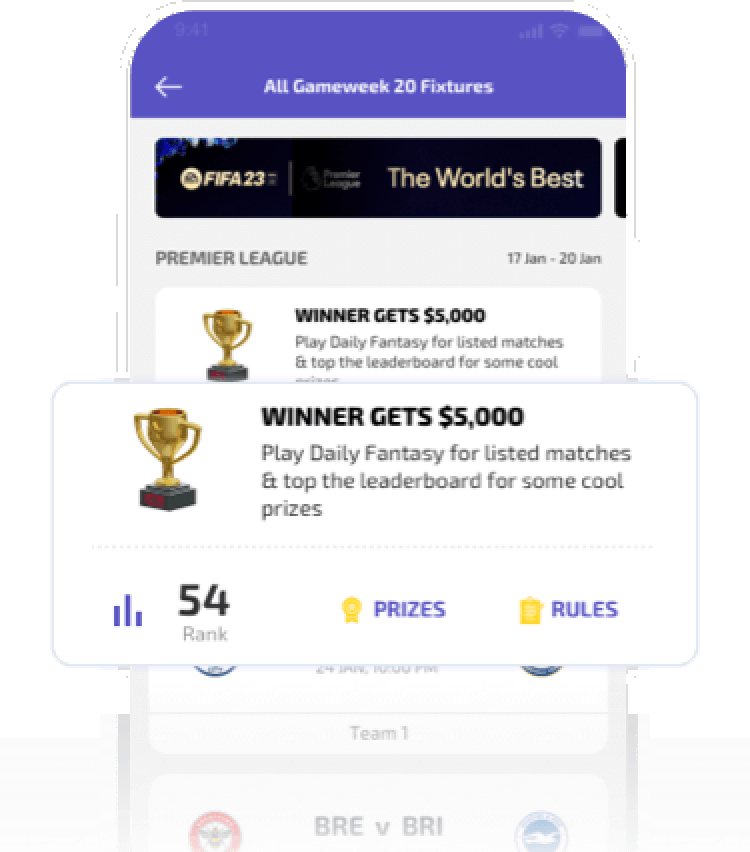 9:41
All Gameweek 20 Fixtures
FIFA 23
Premier League
The World's Best
PREMIER LEAGUE
17 Jan - 20 Jan
WINNER GETS $5,000
Play Daily Fantasy for listed matches
& top the leaderboard for some cool
prizes
WINNER GETS $5,000
Play Daily Fantasy for listed matches
& top the leaderboard for some cool
prizes
54
Rank
PRIZES
RULES
24 JAN, 10:00 PM
Team 1
BRE v BRI